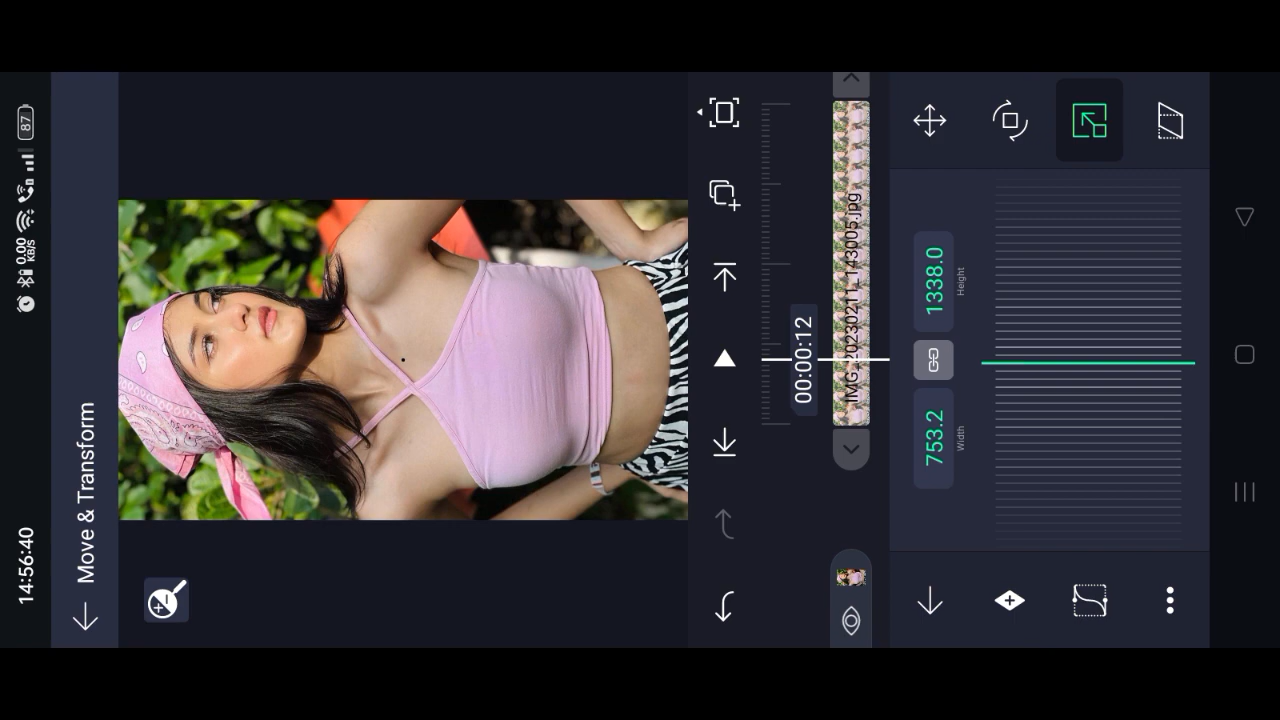 14:56:40
0.00
KB/S
87
Move & Transform
00:00:12
IMG_20230211_143005.jpg
753.2
Width
1338.0
Height